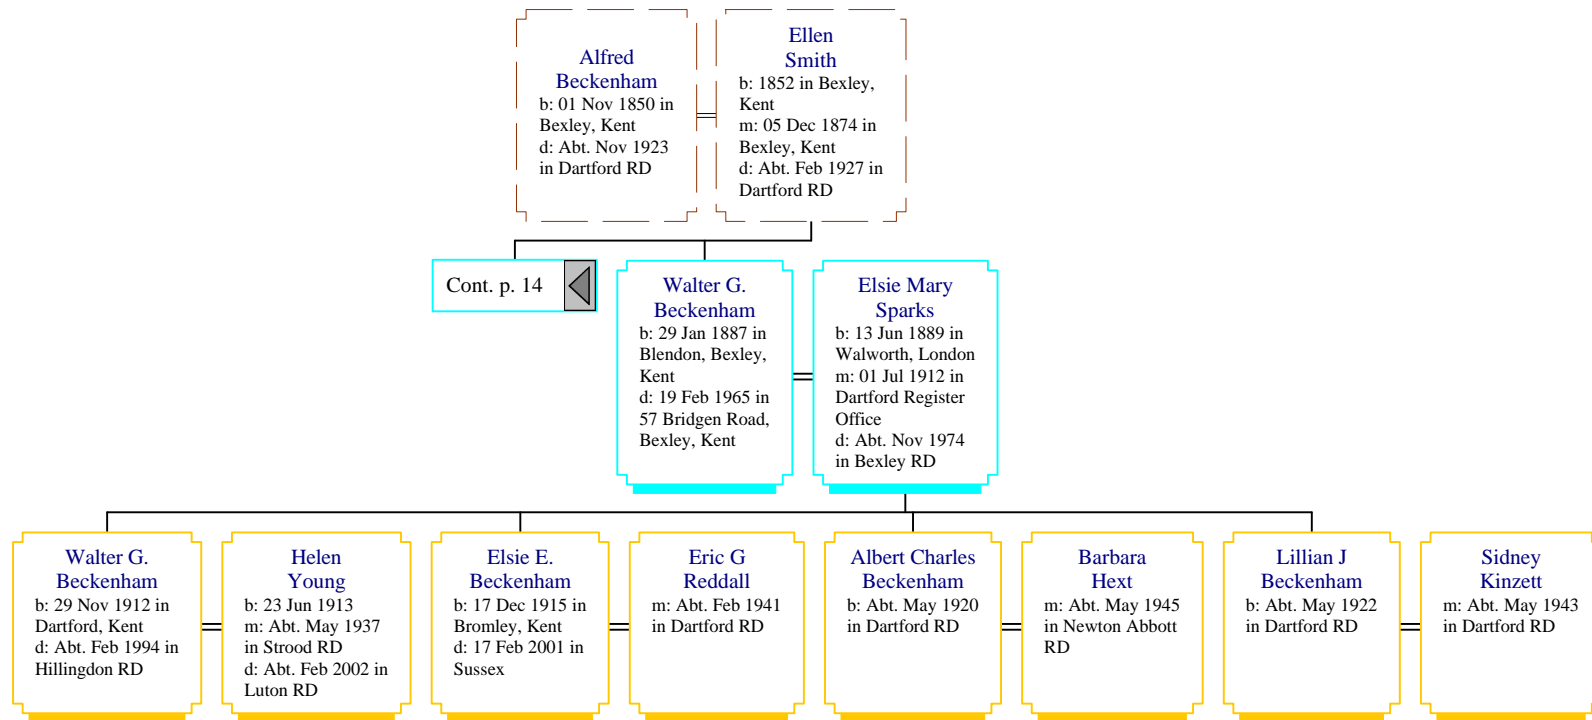 Alfred
Beckenham
b: 01 Nov 1850 in
Bexley, Kent
d: Abt. Nov 1923
in Dartford RD
Ellen
Smith
b: 1852 in Bexley,
Kent
m: 05 Dec 1874 in
Bexley, Kent
d: Abt. Feb 1927 in
Dartford RD
Cont. p. 14
Walter G.
Beckenham
b: 29 Jan 1887 in
Blendon, Bexley,
Kent
d: 19 Feb 1965 in
57 Bridgen Road,
Bexley, Kent
Elsie Mary
Sparks
b: 13 Jun 1889 in
Walworth, London
m: 01 Jul 1912 in
Dartford Register
Office
d: Abt. Nov 1974
in Bexley RD
Walter G.
Beckenham
b: 29 Nov 1912 in
Dartford, Kent
d: Abt. Feb 1994 in
Hillingdon RD
Helen
Young
b: 23 Jun 1913
m: Abt. May 1937
in Strood RD
d: Abt. Feb 2002 in
Luton RD
Elsie E.
Beckenham
b: 17 Dec 1915 in
Bromley, Kent
d: 17 Feb 2001 in
Sussex
Eric G
Reddall
m: Abt. Feb 1941
in Dartford RD
Albert Charles
Beckenham
b: Abt. May 1920
in Dartford RD
Barbara
Hext
m: Abt. May 1945
in Newton Abbott
RD
Lillian J
Beckenham
b: Abt. May 1922
in Dartford RD
Sidney
Kinzett
m: Abt. May 1943
in Dartford RD